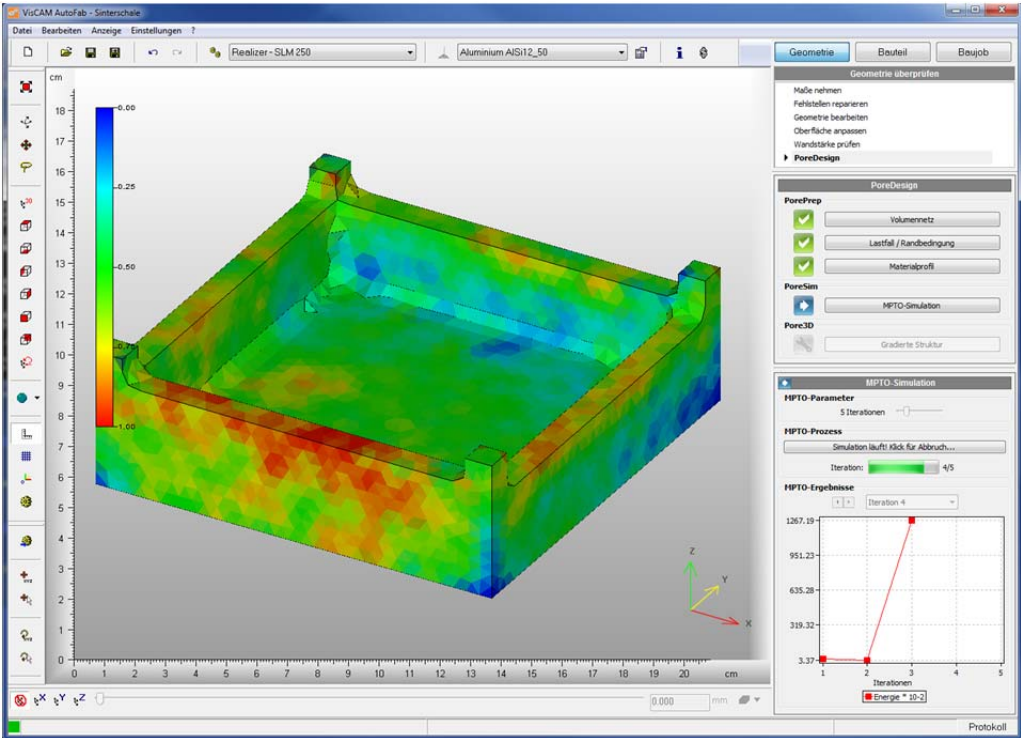 VisCAM AutoFab - Sinterschale
Datei Bearbeiten Anzeige Einstellungen ?
Realizer - SLM 250
Aluminium AlSi12_50
Geometrie Bauteil Baujob
Geometrie überprüfen
Maße nehmen
Fehlstellen reparieren
Geometrie bearbeiten
Oberfläche anpassen
Wandstärke prüfen
PoreDesign
PoreDesign
PorePrep
Volumennetz
Lastfall / Randbedingung
Materialprofil
PoreSim
MPTO-Simulation
Pore3D
Gradierte Struktur
MPTO-Simulation
MPTO-Parameter
5 Iterationen
MPTO-Prozess
Simulation läuft! Klick für Abbruch...
Iteration: 4/5
MPTO-Ergebnisse
Iteration 4
1267.19
951.23
635.28
319.32
3.37
1 2 3 4 5
Iterationen
Energie * 10-2
cm
18
17
16
15
14
13
12
11
10
9
8
7
6
5
4
3
2
1
0
0.00
0.25
0.50
0.75
1.00
Z
Y
X
0 1 2 3 4 5 6 7 8 9 10 11 12 13 14 15 16 17 18 19 20 cm
X Y Z
0.000 mm
Protokoll